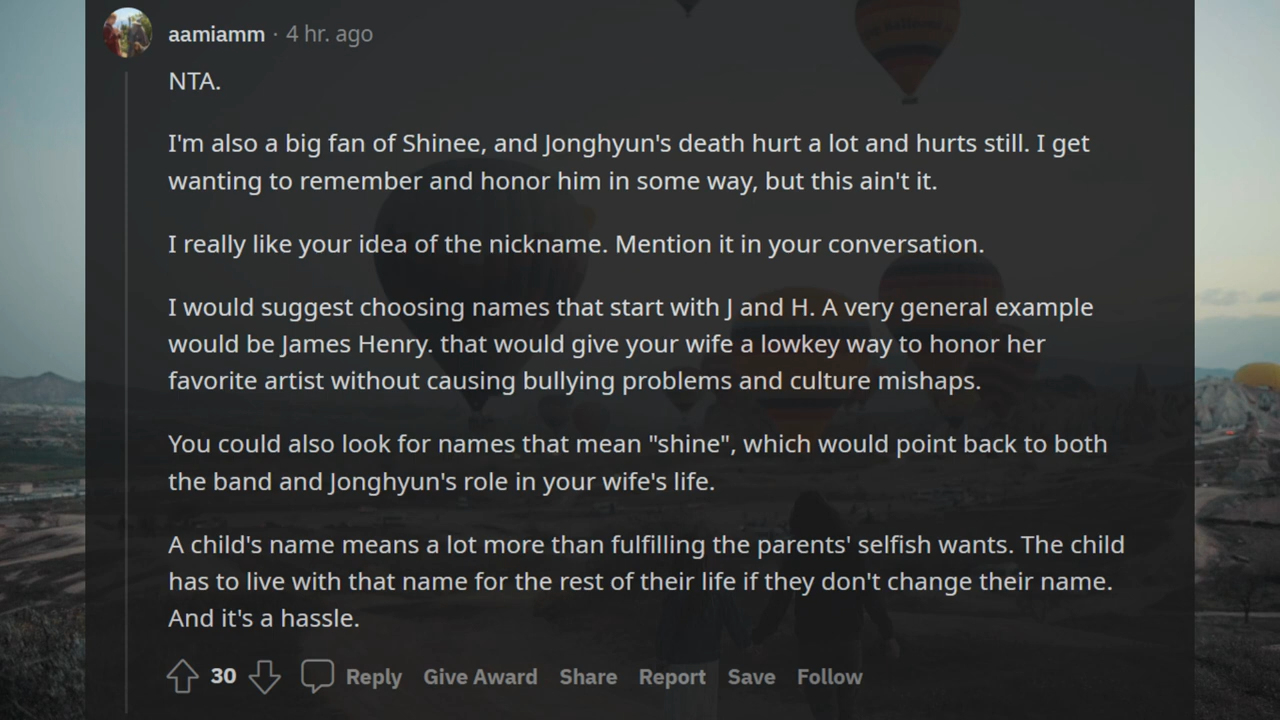 aamiamm · 4 hr. ago
NTA.
I'm also a big fan of Shinee, and Jonghyun's death hurt a lot and hurts still. I get
wanting to remember and honor him in some way, but this ain't it.
I really like your idea of the nickname. Mention it in your conversation.
I would suggest choosing names that start with J and H. A very general example
would be James Henry. that would give your wife a lowkey way to honor her
favorite artist without causing bullying problems and culture mishaps.
You could also look for names that mean "shine", which would point back to both
the band and Jonghyun's role in your wife's life.
A child's name means a lot more than fulfilling the parents' selfish wants. The child
has to live with that name for the rest of their life if they don't change their name.
And it's a hassle.
30 Reply Give Award Share Report Save Follow